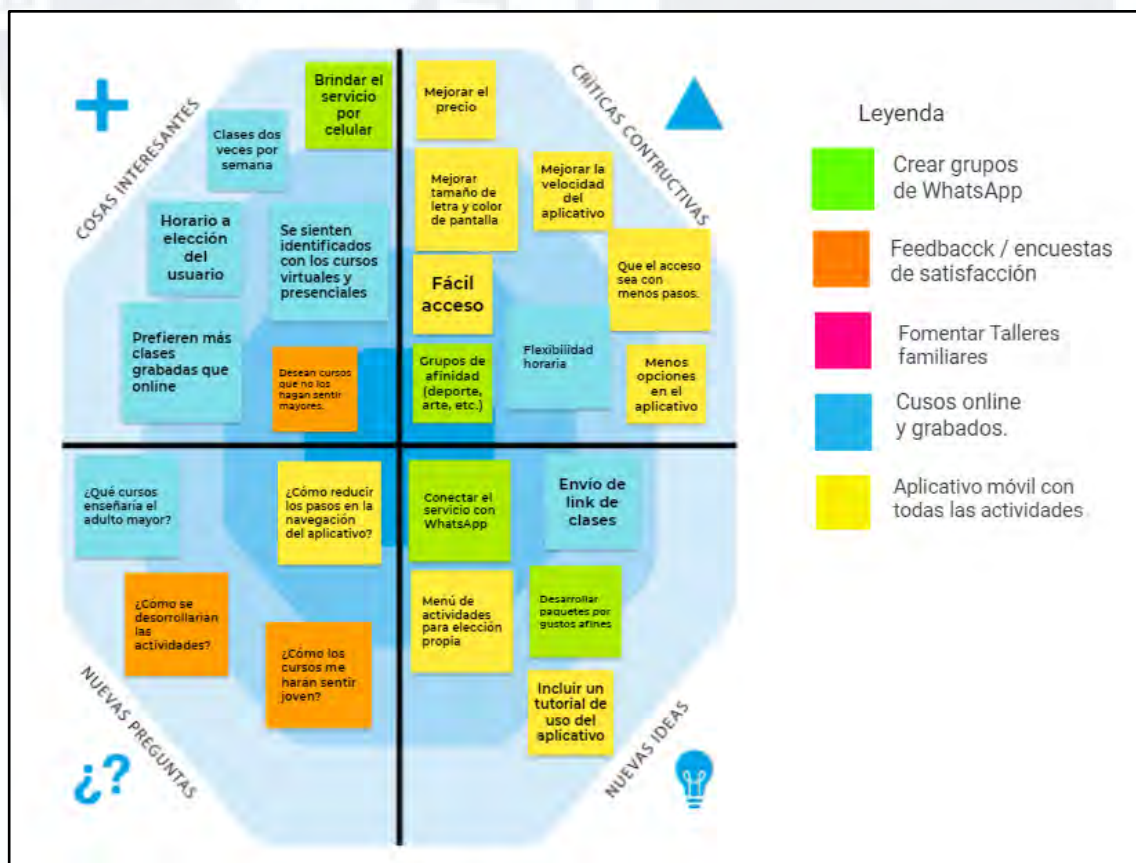 COSAS INTERESANTES
Brindar el
servicio
por
celular
Clases dos
veces por
semana
Horario a
elección
del
usuario
Se sienten
identificados
con los cursos
virtuales y
presenciales
Prefieren más
clases
grabadas que
online
Desean cursos
que no los
hagan sentir
mayores.
CRÍTICAS CONTRUCTIVAS
Mejorar el
precio
Mejorar
tamaño de
letra y color
de pantalla
Mejorar la
velocidad
del
aplicativo
Que el acceso
sea con
menos pasos.
Fácil
acceso
Flexibilidad
horaria
Grupos de
afinidad
(deporte,
arte, etc.)
Menos
opciones
en el
aplicativo
¿Qué cursos
enseñaría el
adulto mayor?
¿Cómo reducir
los pasos en la
navegación
del aplicativo?
¿Cómo se
desorrollarían
las
actividades?
¿Cómo los
cursos me
harán sentir
joven?
NUEVAS PREGUNTAS
¿?
Conectar el
servicio con
WhatsApp
Envío de
link de
clases
Menú de
actividades
para elección
propia
Desarrollar
paquetes por
gustos afines
Incluir un
tutorial de
uso del
aplicativo
NUEVAS IDEAS
Leyenda
Crear grupos
de WhatsApp
Feedbacck / encuestas
de satisfacción
Fomentar Talleres
familiares
Cusos online
y grabados.
Aplicativo móvil con
todas las actividades